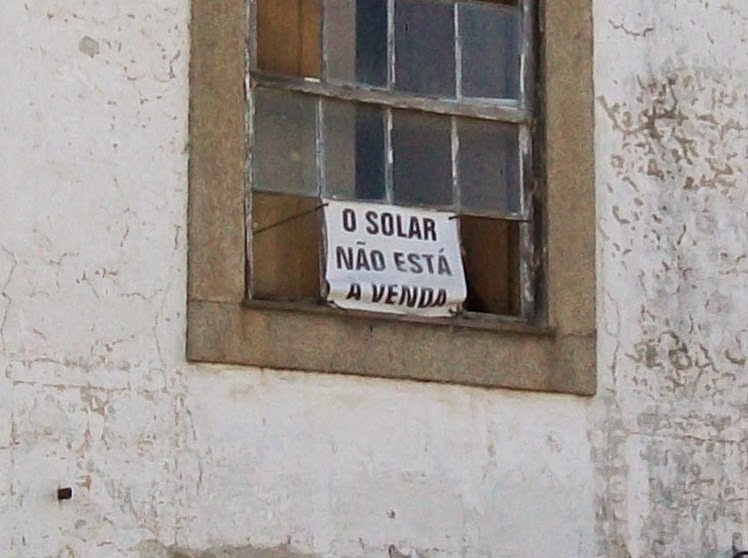 O SOLAR
NÃO ESTÁ
A VENDA